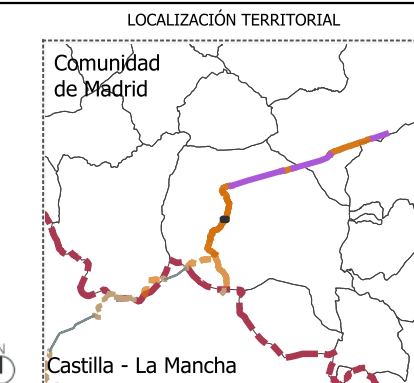 LOCALIZACIÓN TERRITORIAL
Comunidad
de Madrid
N
Castilla - La Mancha